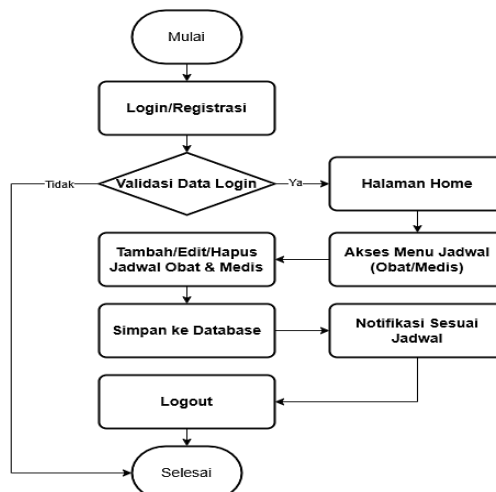 Mulai
Login/Registrasi
Tidak
Validasi Data Login
Ya
Halaman Home
Tambah/Edit/Hapus
Jadwal Obat & Medis
Akses Menu Jadwal
(Obat/Medis)
Simpan ke Database
Notifikasi Sesuai
Jadwal
Logout
Selesai